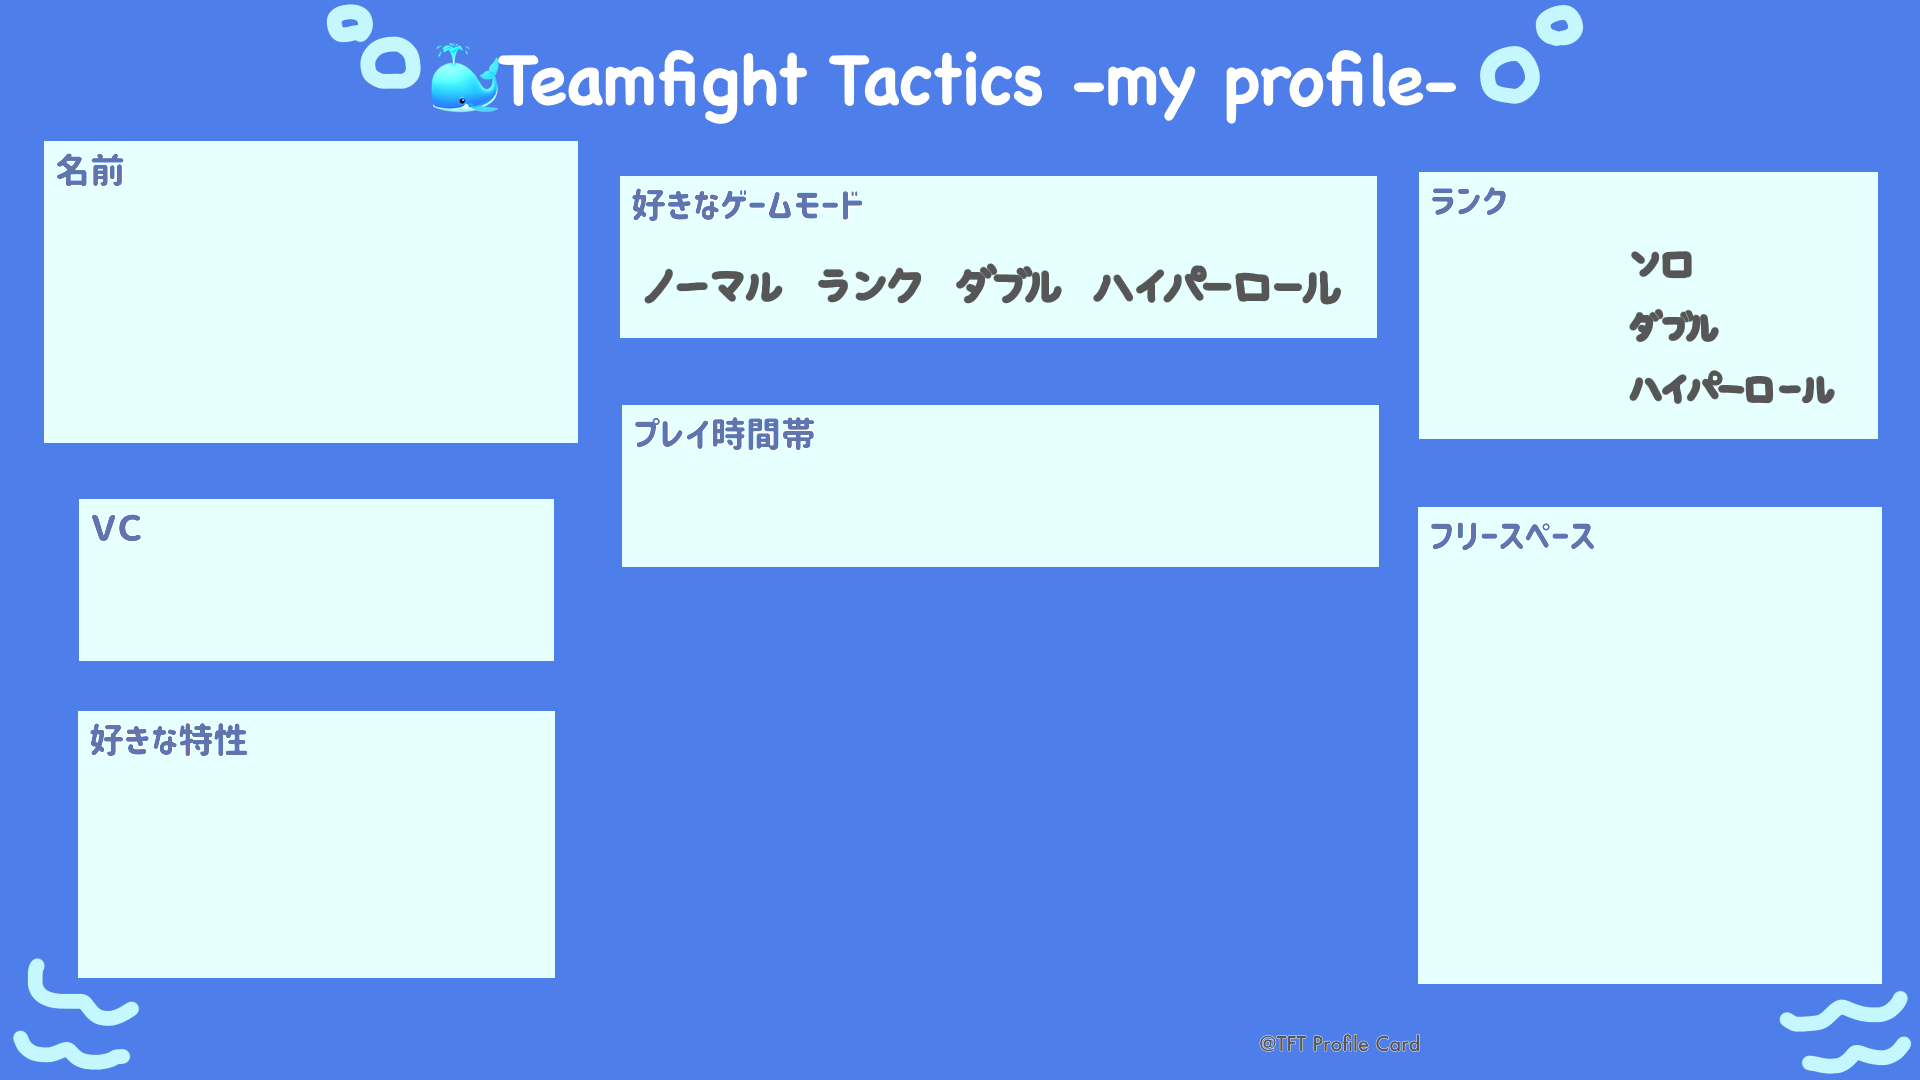 Teamfight Tactics -my profile-
名前
好きなゲームモード
ノーマル ランク ダブル ハイパーロール
ランク
ソロ
ダブル
ハイパーロール
プレイ時間帯
VC
フリースペース
好きな特性
@TFT Profile Card